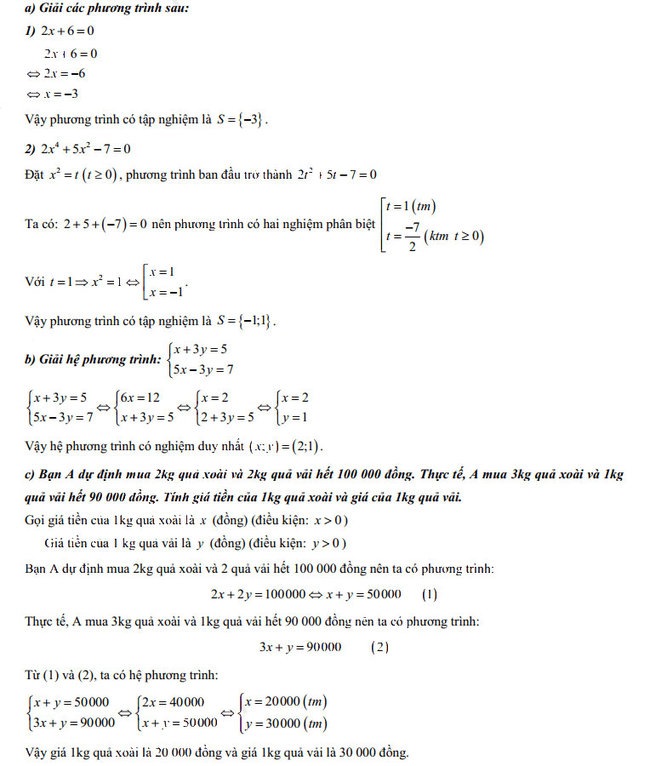 a) Giải các phương trình sau:
1) 2x + 6 = 0
2x + 6 = 0
⇔ 2x = −6
⇔ x = −3
Vậy phương trình có tập nghiệm là S = {−3}.
2) 2x⁴ + 5x² − 7 = 0
Đặt x² = t (t ≥ 0), phương trình ban đầu trở thành 2t² + 5t − 7 = 0
Ta có: 2 + 5 + (−7) = 0 nên phương trình có hai nghiệm phân biệt [t = 1 (tm)
t = −7/2 (ktm t ≥ 0)
Với t = 1 ⇒ x² = 1 ⇔ [x = 1
x = −1.
Vậy phương trình có tập nghiệm là S = {−1;1}.
b) Giải hệ phương trình: {x + 3y = 5
5x − 3y = 7
{x + 3y = 5 ⇔ {6x = 12 ⇔ {x = 2 ⇔ {x = 2
5x − 3y = 7 x + 3y = 5 2 + 3y = 5 y = 1
Vậy hệ phương trình có nghiệm duy nhất (x; y) = (2;1).
c) Bạn A dự định mua 2kg quả xoài và 2kg quả vải hết 100 000 đồng. Thực tế, A mua 3kg quả xoài và 1kg
quả vải hết 90 000 đồng. Tính giá tiền của 1kg quả xoài và giá của 1kg quả vải.
Gọi giá tiền của 1kg quả xoài là x (đồng) (điều kiện: x > 0)
Giá tiền của 1 kg quả vải là y (đồng) (điều kiện: y > 0)
Bạn A dự định mua 2kg quả xoài và 2 quả vải hết 100 000 đồng nên ta có phương trình:
2x + 2y = 100000 ⇔ x + y = 50000 (1)
Thực tế, A mua 3kg quả xoài và 1kg quả vải hết 90 000 đồng nên ta có phương trình:
3x + y = 90000 (2)
Từ (1) và (2), ta có hệ phương trình:
{x + y = 50000 ⇔ {2x = 40000 ⇔ {x = 20000 (tm)
3x + y = 90000 x + y = 50000 y = 30000 (tm)
Vậy giá 1kg quả xoài là 20 000 đồng và giá 1kg quả vải là 30 000 đồng.